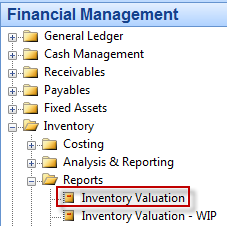 Financial Management
General Ledger
Cash Management
Receivables
Payables
Fixed Assets
Inventory
Costing
Analysis & Reporting
Reports
Inventory Valuation
Inventory Valuation - WIP